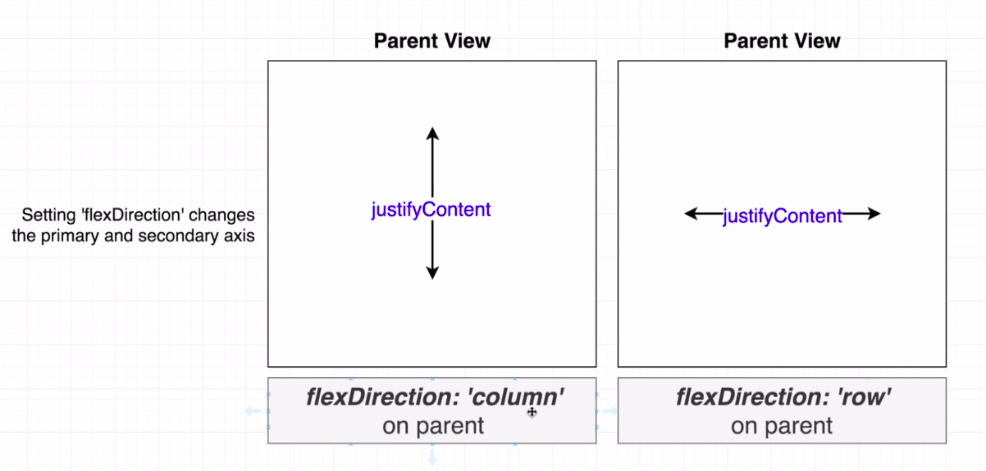 Parent View
Parent View
justifyContent
justifyContent
Setting 'flexDirection' changes
the primary and secondary axis
flexDirection: 'column'
on parent
flexDirection: 'row'
on parent